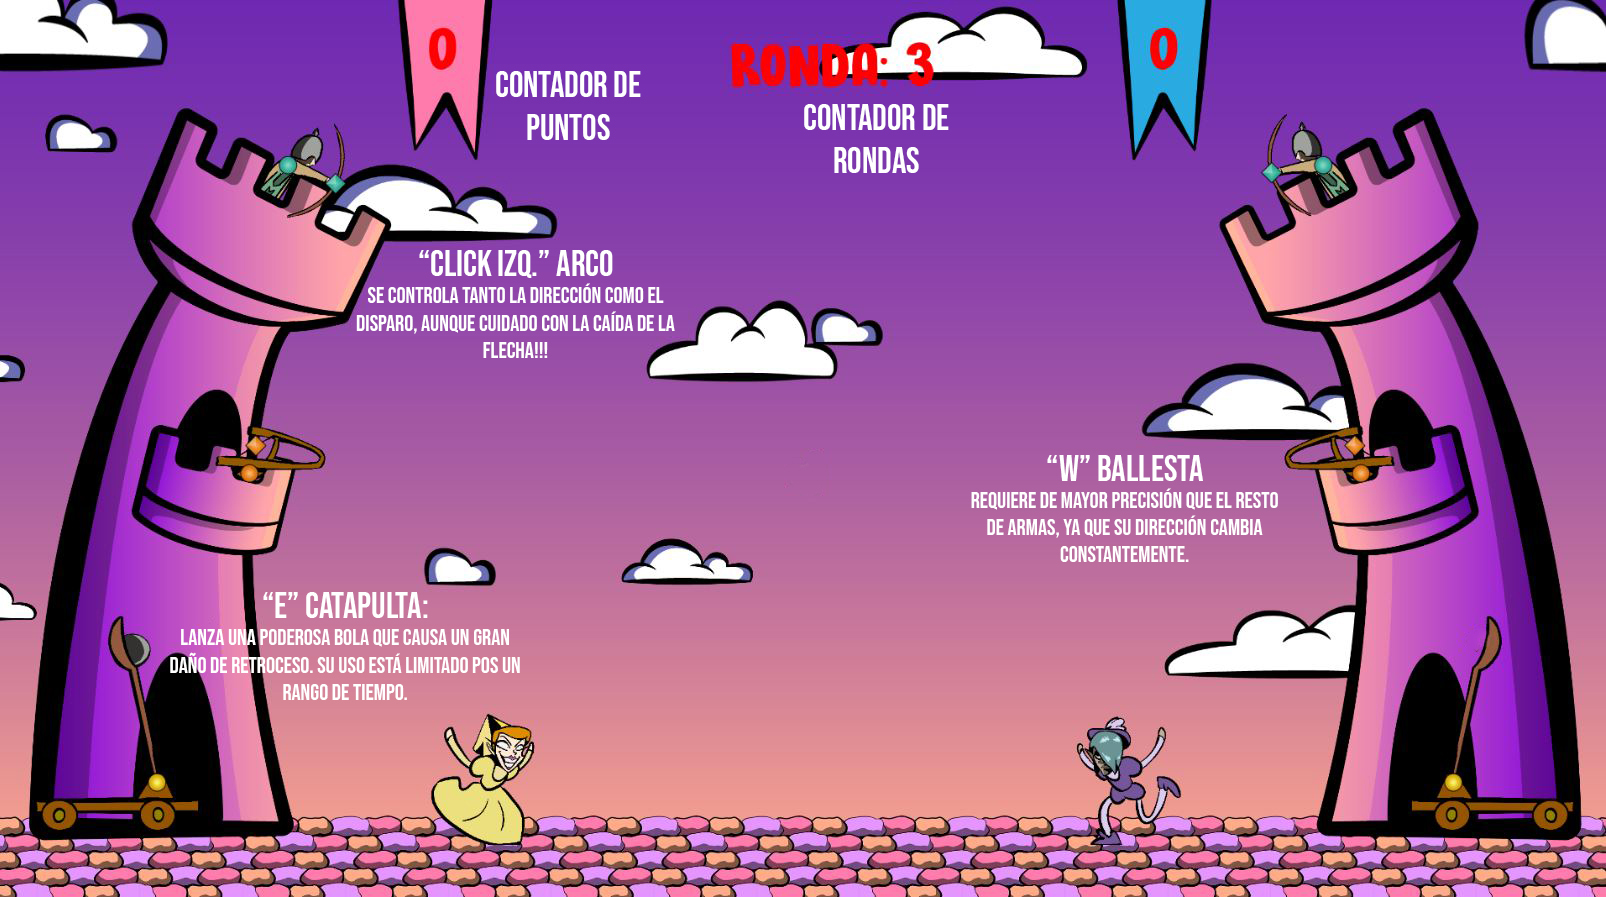 0
CONTADOR DE
PUNTOS
RONDA: 3
CONTADOR DE
RONDAS
0
“CLICK IZQ.” ARCO
SE CONTROLA TANTO LA DIRECCIÓN COMO EL
DISPARO, AUNQUE CUIDADO CON LA CAÍDA DE LA
FLECHA!!!
“W” BALLESTA
REQUIERE DE MAYOR PRECISIÓN QUE EL RESTO
DE ARMAS, YA QUE SU DIRECCIÓN CAMBIA
CONSTANTEMENTE.
“E” CATAPULTA:
LANZA UNA PODEROSA BOLA QUE CAUSA UN GRAN
DAÑO DE RETROCESO. SU USO ESTÁ LIMITADO POS UN
RANGO DE TIEMPO.